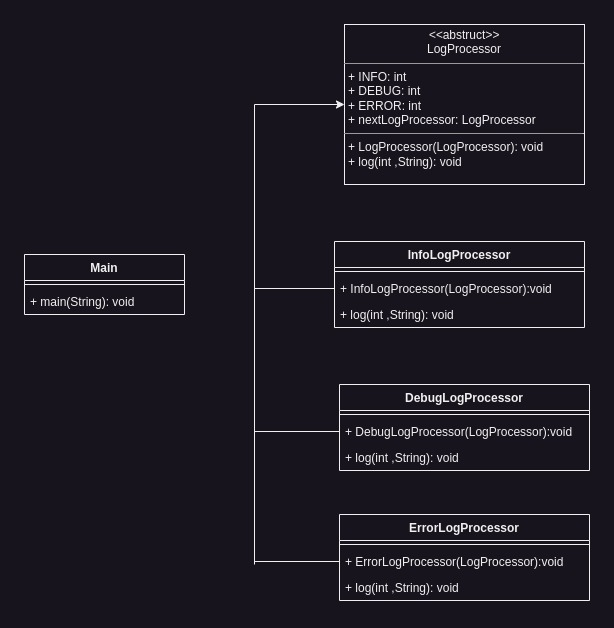 <<abstruct>>
LogProcessor
+ INFO: int
+ DEBUG: int
+ ERROR: int
+ nextLogProcessor: LogProcessor
+ LogProcessor(LogProcessor): void
+ log(int ,String): void
Main
+ main(String): void
InfoLogProcessor
+ InfoLogProcessor(LogProcessor):void
+ log(int ,String): void
DebugLogProcessor
+ DebugLogProcessor(LogProcessor):void
+ log(int ,String): void
ErrorLogProcessor
+ ErrorLogProcessor(LogProcessor):void
+ log(int ,String): void